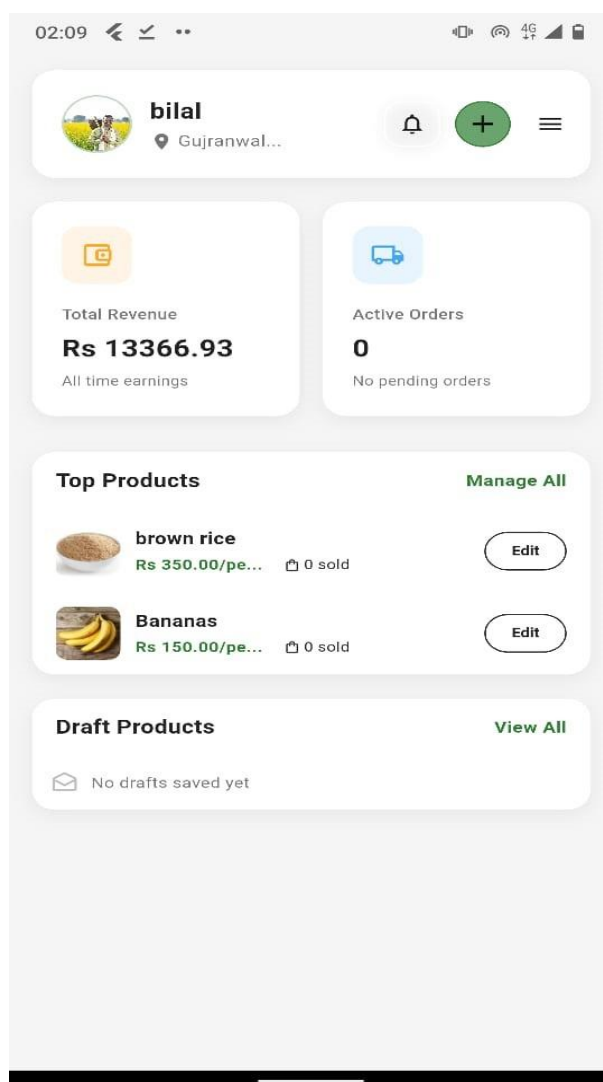 02:09
4G
bilal
Gujranwal...
Total Revenue
Rs 13366.93
All time earnings
Active Orders
0
No pending orders
Top Products
Manage All
brown rice
Rs 350.00/pe... 0 sold
Edit
Bananas
Rs 150.00/pe... 0 sold
Edit
Draft Products
View All
No drafts saved yet